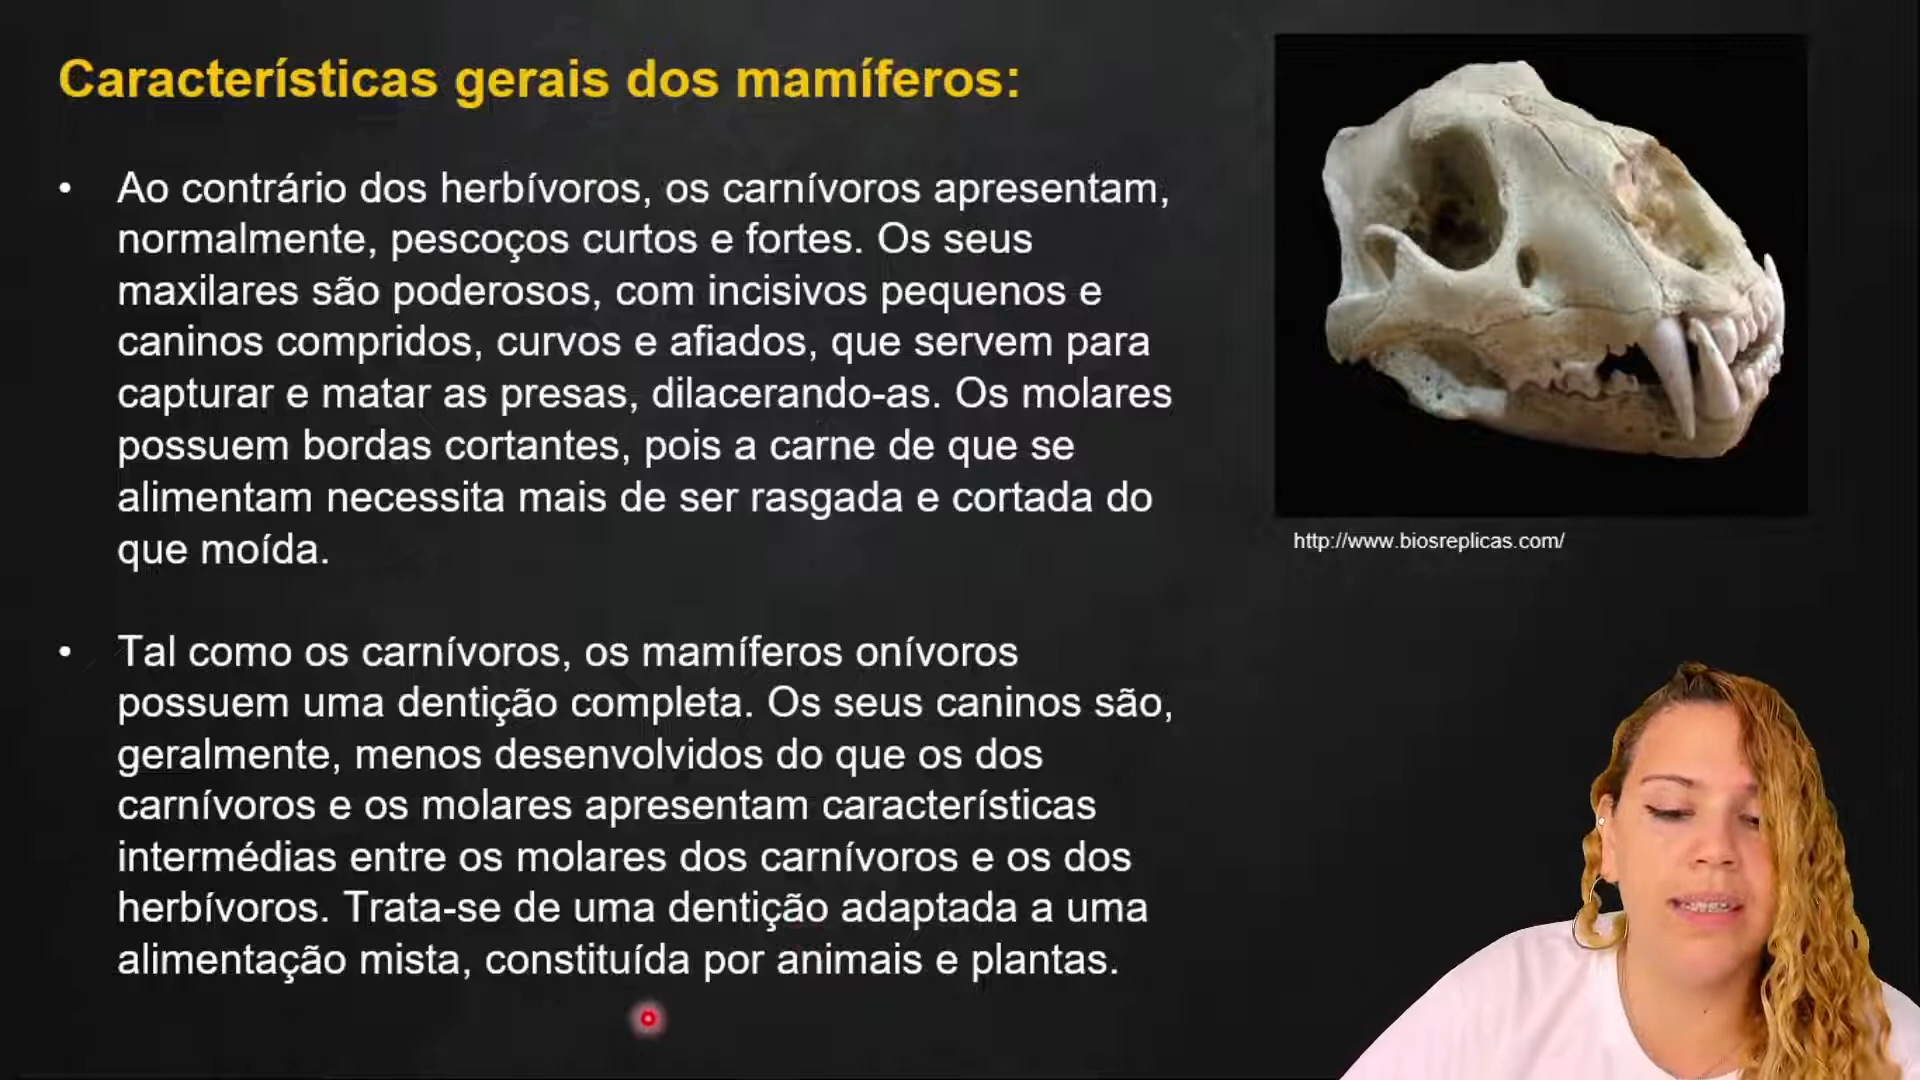 Características gerais dos mamíferos:
• Ao contrário dos herbívoros, os carnívoros apresentam,
normalmente, pescoços curtos e fortes. Os seus
maxilares são poderosos, com incisivos pequenos e
caninos compridos, curvos e afiados, que servem para
capturar e matar as presas, dilacerando-as. Os molares
possuem bordas cortantes, pois a carne de que se
alimentam necessita mais de ser rasgada e cortada do
que moída.
http://www.biosreplicas.com/
• Tal como os carnívoros, os mamíferos onívoros
possuem uma dentição completa. Os seus caninos são,
geralmente, menos desenvolvidos do que os dos
carnívoros e os molares apresentam características
intermédias entre os molares dos carnívoros e os dos
herbívoros. Trata-se de uma dentição adaptada a uma
alimentação mista, constituída por animais e plantas.